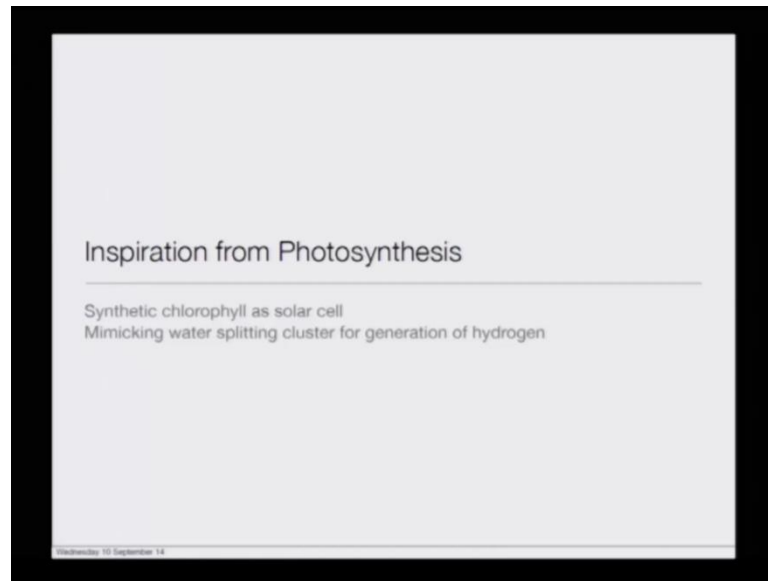 Inspiration from Photosynthesis
Synthetic chlorophyll as solar cell
Mimicking water splitting cluster for generation of hydrogen
Wednesday 10 September 14